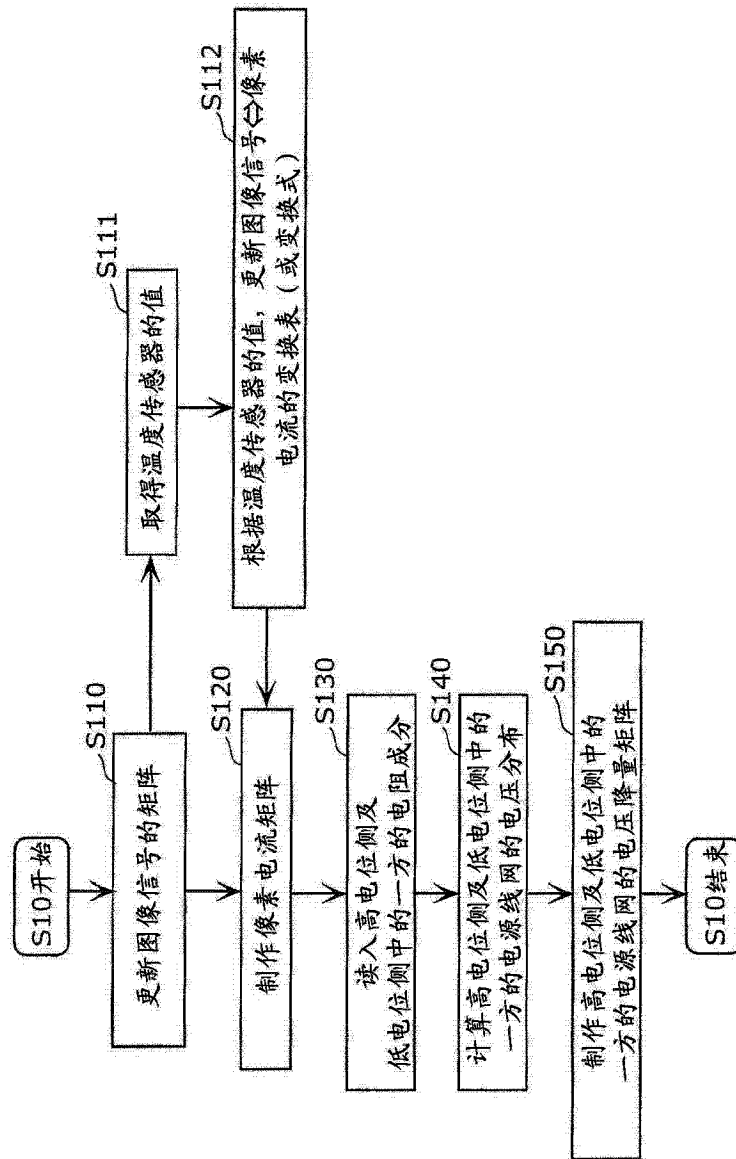 S10开始
S110
更新图像信号的矩阵
S111
取得温度传感器的值
S112
根据温度传感器的值，更新图像信号⇔像素
电流的变换表（或变换式）
S120
制作像素电流矩阵
S130
读入高电位侧及
低电位侧中的一方的电阻成分
S140
计算高电位侧及低电位侧中的
一方的电源线网的电压分布
S150
制作高电位侧及低电位侧中的
一方的电源线网的电压降量矩阵
S10结束